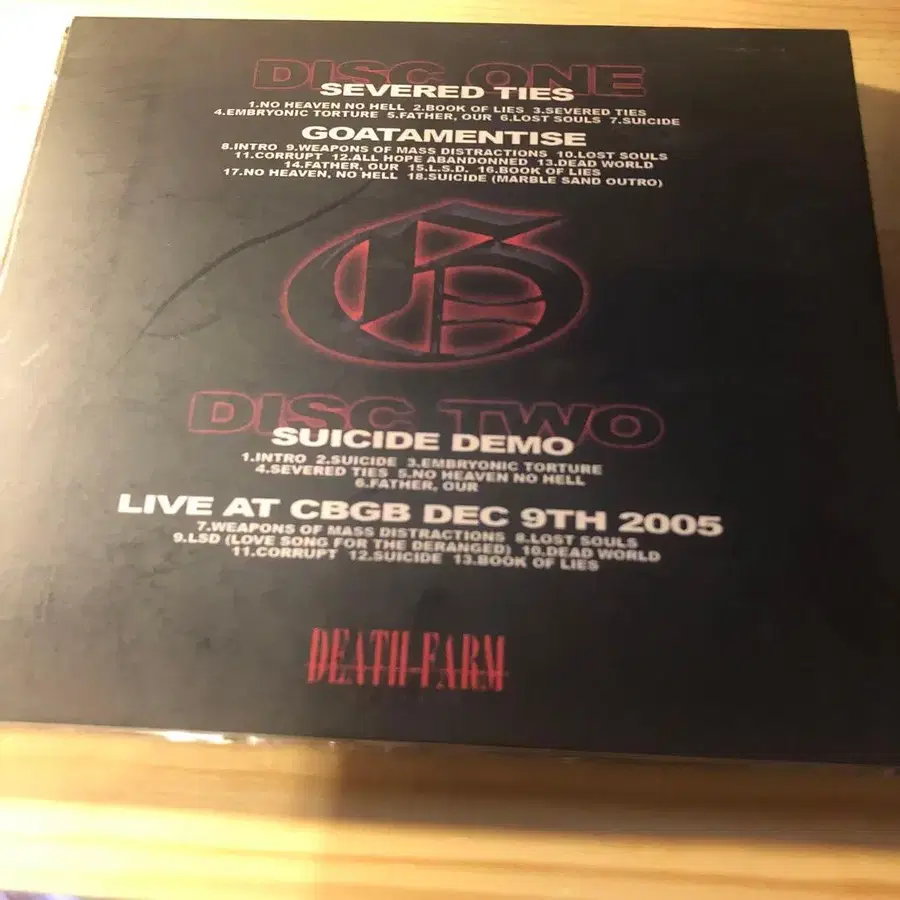 DISC ONE
SEVERED TIES
1.NO HEAVEN NO HELL 2.BOOK OF LIES 3.SEVERED TIES
4.EMBRYONIC TORTURE 5.FATHER, OUR 6.LOST SOULS 7.SUICIDE
GOATAMENTISE
8.INTRO 9.WEAPONS OF MASS DISTRACTIONS 10.LOST SOULS
11.CORRUPT 12.ALL HOPE ABANDONNED 13.DEAD WORLD
14.FATHER, OUR 15.L.S.D. 16.BOOK OF LIES
17.NO HEAVEN, NO HELL 18.SUICIDE (MARBLE SAND OUTRO)
G
DISC TWO
SUICIDE DEMO
1.INTRO 2.SUICIDE 3.EMBRYONIC TORTURE
4.SEVERED TIES 5.NO HEAVEN NO HELL
6.FATHER, OUR
LIVE AT CBGB DEC 9TH 2005
7.WEAPONS OF MASS DISTRACTIONS 8.LOST SOULS
9.LSD (LOVE SONG FOR THE DERANGED) 10.DEAD WORLD
11.CORRUPT 12.SUICIDE 13.BOOK OF LIES
DEATH-FARM